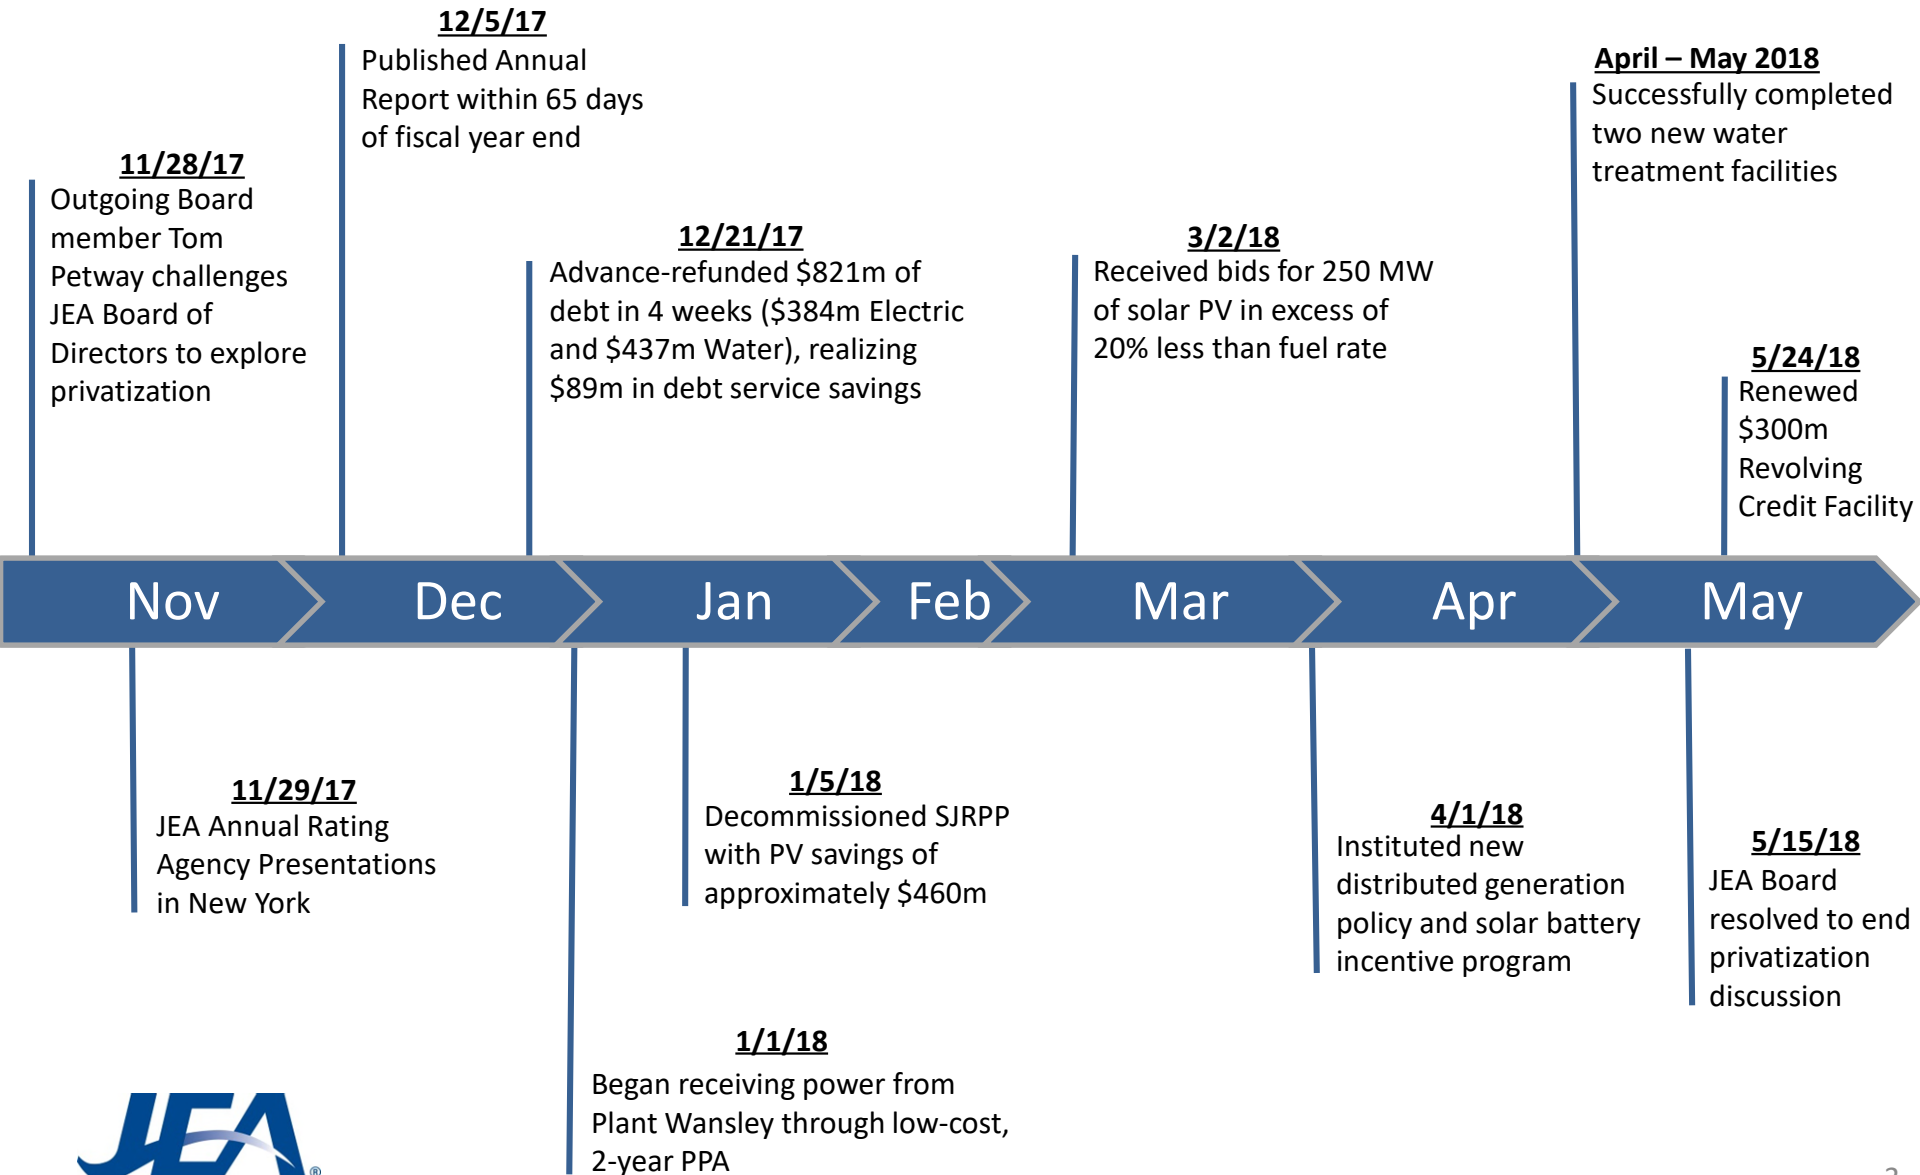 12/5/17
Published Annual
Report within 65 days
of fiscal year end
April – May 2018
Successfully completed
two new water
treatment facilities
11/28/17
Outgoing Board
member Tom
Petway challenges
JEA Board of
Directors to explore
privatization
12/21/17
Advance-refunded $821m of
debt in 4 weeks ($384m Electric
and $437m Water), realizing
$89m in debt service savings
3/2/18
Received bids for 250 MW
of solar PV in excess of
20% less than fuel rate
5/24/18
Renewed
$300m
Revolving
Credit Facility
Nov
Dec
Jan
Feb
Mar
Apr
May
11/29/17
JEA Annual Rating
Agency Presentations
in New York
1/5/18
Decommissioned SJRPP
with PV savings of
approximately $460m
4/1/18
Instituted new
distributed generation
policy and solar battery
incentive program
5/15/18
JEA Board
resolved to end
privatization
discussion
1/1/18
Began receiving power from
Plant Wansley through low-cost,
2-year PPA
JEA®